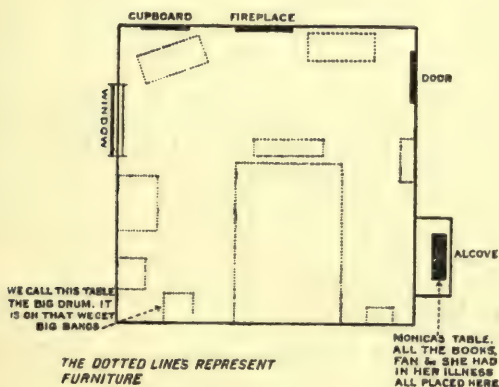 CUPBOARD
FIREPLACE
WINDOW
DOOR
ALCOVE
WE CALL THIS TABLE
THE BIG DRUM. IT
IS ON THAT WE GET
BIG BANGS
MONICA'S TABLE.
ALL THE BOOKS,
FAN &c SHE HAD
IN HER ILLNESS
ALL PLACED HERE
THE DOTTED LINES REPRESENT
FURNITURE